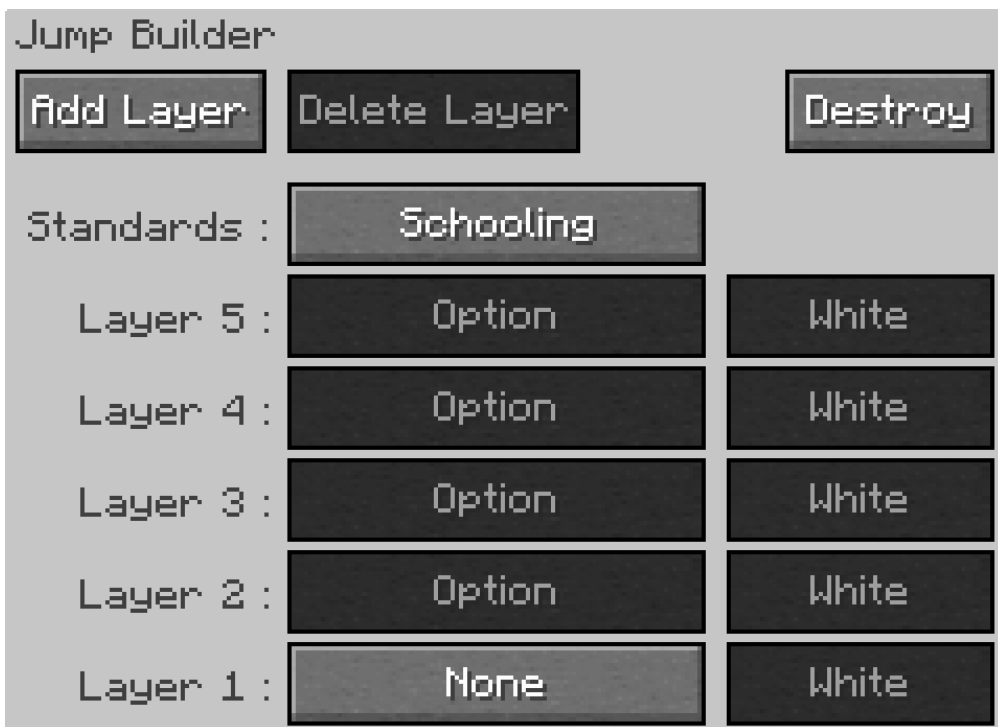 Jump Builder
Add Layer Delete Layer Destroy
Standards : Schooling
Layer 5 : Option White
Layer 4 : Option White
Layer 3 : Option White
Layer 2 : Option White
Layer 1 : None White